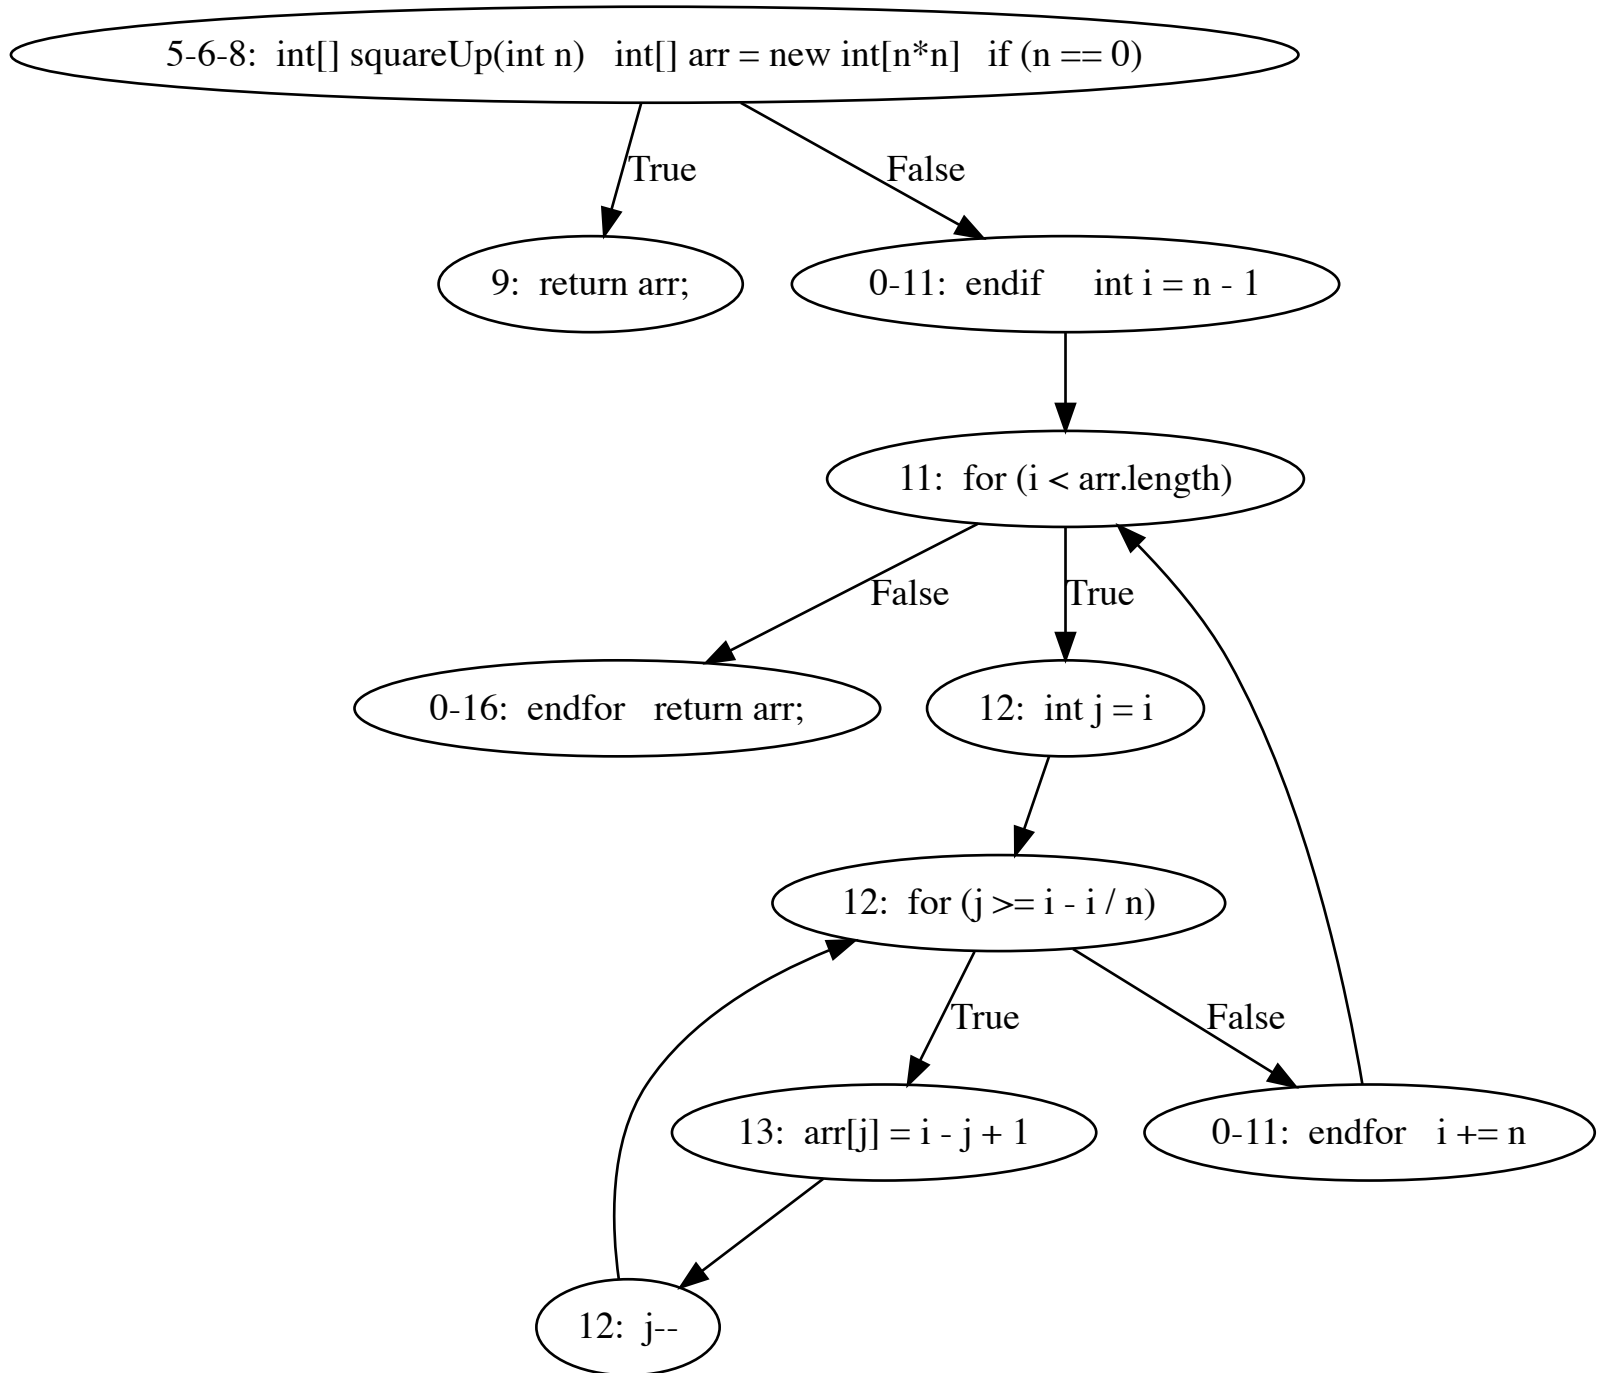 5-6-8: int[] squareUp(int n) int[] arr = new int[n*n] if (n == 0)
True
False
9: return arr;
0-11: endif int i = n - 1
11: for (i < arr.length)
False
True
0-16: endfor return arr;
12: int j = i
12: for (j >= i - i / n)
True
False
13: arr[j] = i - j + 1
0-11: endfor i += n
12: j--